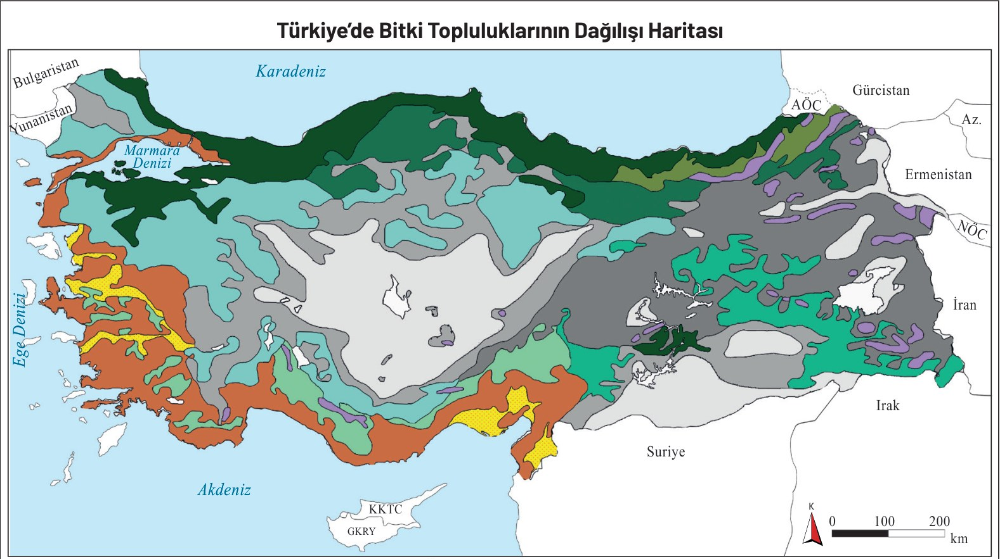 Türkiye’de Bitki Topluluklarının Dağılışı Haritası
Bulgaristan
Karadeniz
Gürcistan
AÖC
Yunanistan
Az.
Marmara
Denizi
Ermenistan
NÖC
Ege Denizi
İran
Irak
Suriye
Akdeniz
KKTC
GKRY
K
0 100 200
km